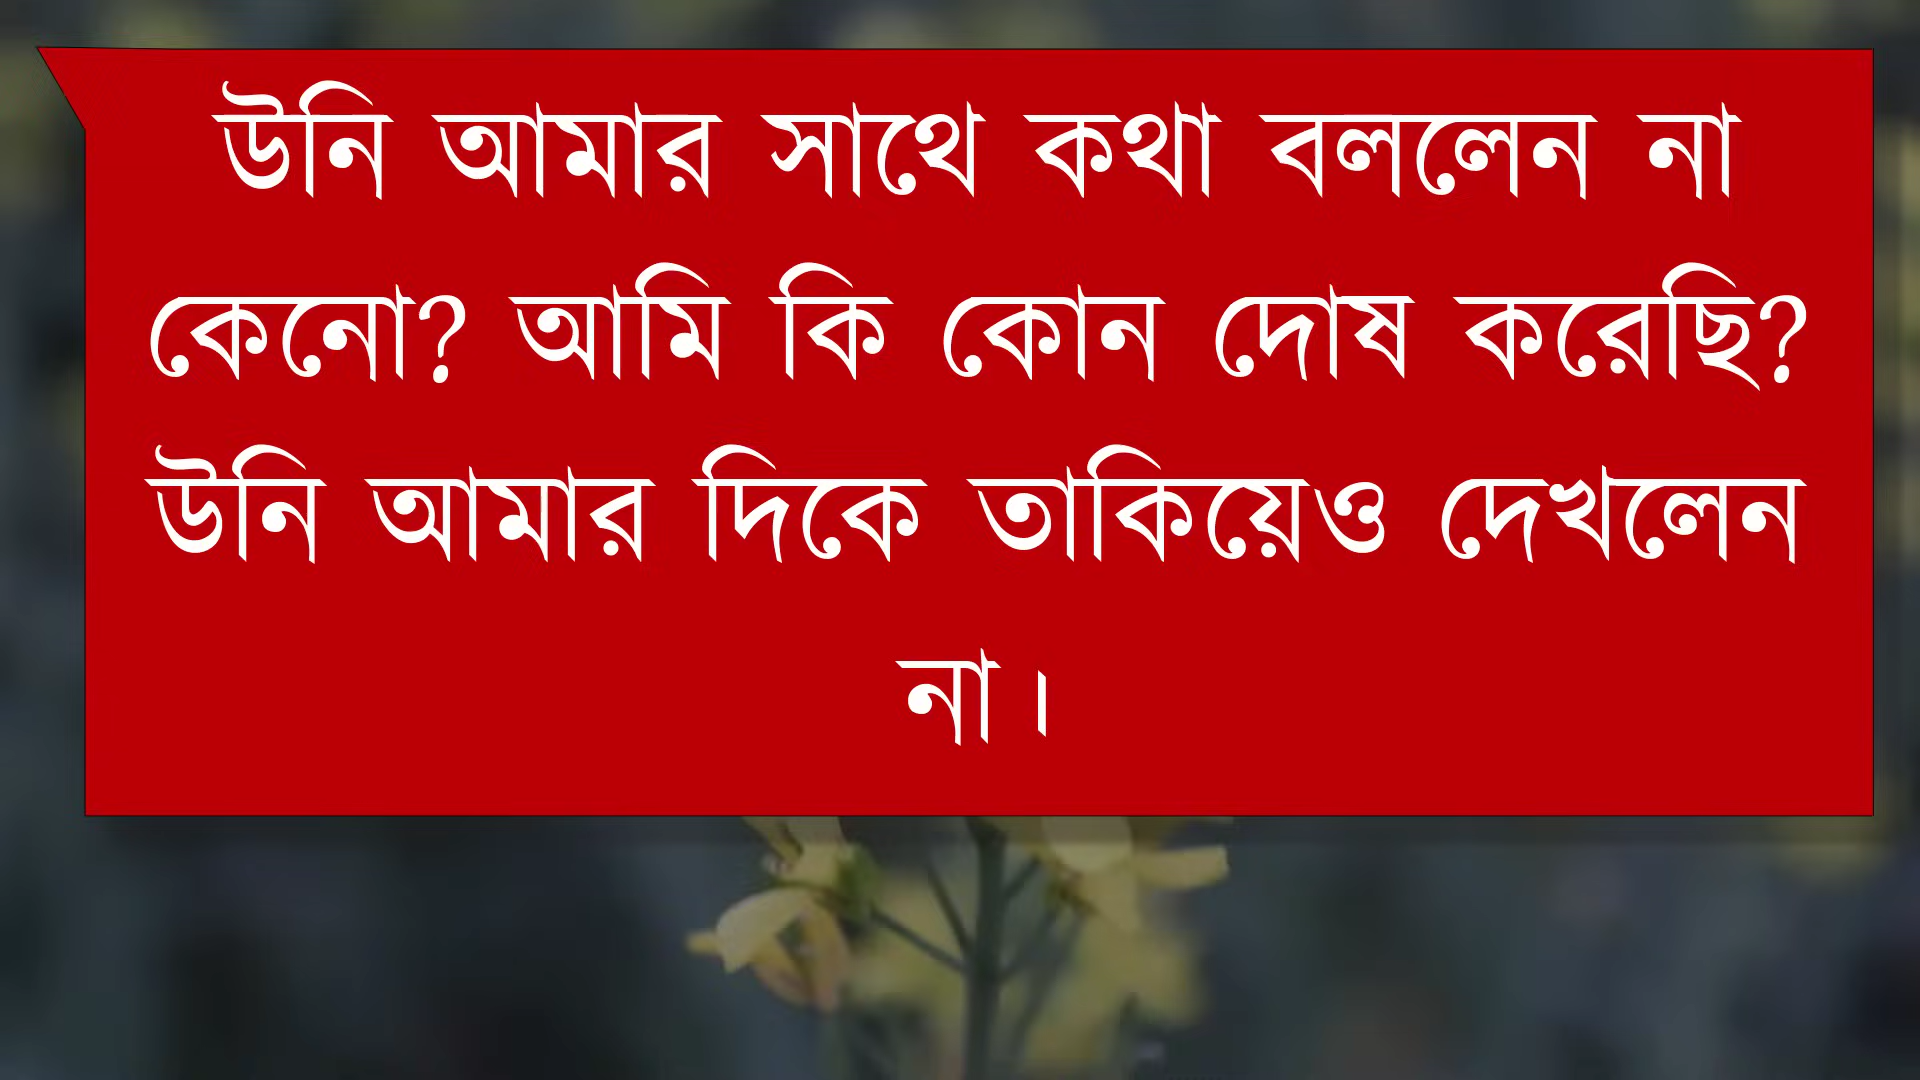 উনি আমার সাথে কথা বললেন না
কেনো? আমি কি কোন দোষ করেছি?
উনি আমার দিকে তাকিয়েও দেখলেন
না।